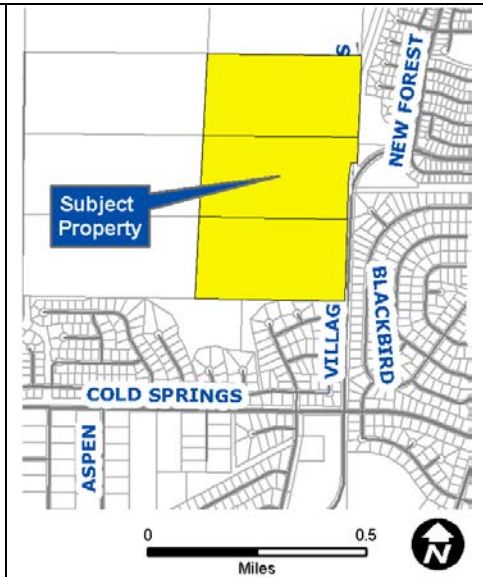 S
NEW FOREST
Subject
Property
VILLAG
BLACKBIRD
COLD SPRINGS
ASPEN
0
0.5
Miles
N